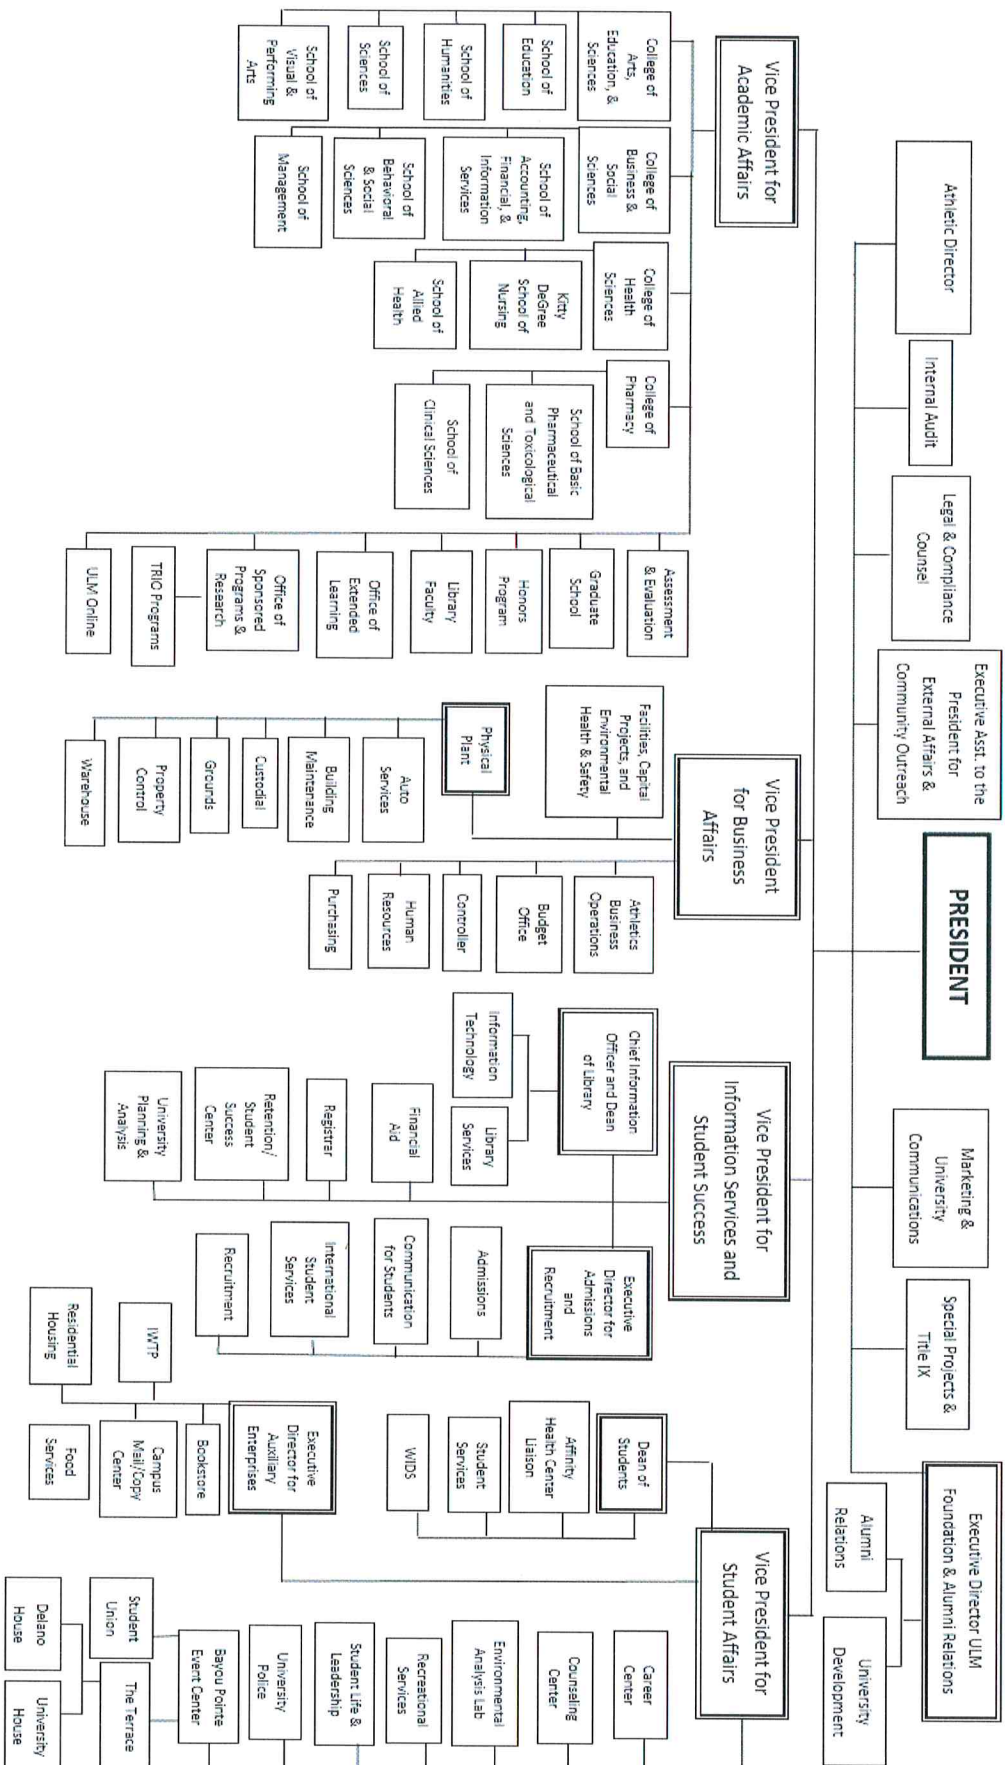 PRESIDENT
Athletic Director
Internal Audit
Legal & Compliance
Counsel
Executive Asst. to the
President for
External Affairs &
Community Outreach
Marketing &
University
Communications
Special Projects &
Title IX
Executive Director ULM
Foundation & Alumni Relations
Alumni
Relations
University
Development
Vice President for
Academic Affairs
College of
Arts,
Education, &
Sciences
School of
Education
School of
Humanities
School of
Sciences
School of
Visual &
Performing
Arts
College of
Business &
Social
Sciences
School of
Accounting,
Financial, &
Information
Services
School of
Behavioral
& Social
Sciences
School of
Management
College of
Health
Sciences
Kitty
DeGree
School of
Nursing
School of
Allied
Health
College of
Pharmacy
School of Basic
Pharmaceutical
and Toxicological
Sciences
School of
Clinical Sciences
Assessment
& Evaluation
Graduate
School
Honors
Program
Library
Faculty
Office of
Extended
Learning
Office of
Sponsored
Programs &
Research
TRIO Programs
ULM Online
Vice President
for Business
Affairs
Facilities, Capital
Projects, and
Environmental
Health & Safety
Physical
Plant
Auto
Services
Building
Maintenance
Custodial
Grounds
Property
Control
Warehouse
Athletics
Business
Operations
Budget
Office
Controller
Human
Resources
Purchasing
Vice President for
Information Services and
Student Success
Chief Information
Officer and Dean
of Library
Information
Technology
Library
Services
Financial
Aid
Registrar
Retention/
Student
Success
Center
University
Planning &
Analysis
Executive
Director for
Admissions
and
Recruitment
Admissions
Communication
for Students
International
Student
Services
Recruitment
Vice President for
Student Affairs
Dean of
Students
Affinity
Health Center
Liaison
Student
Services
WIDS
Executive
Director for
Auxiliary
Enterprises
Bookstore
IWTP
Campus
Mail/Copy
Center
Residential
Housing
Food
Services
Career
Center
Counseling
Center
Environmental
Analysis Lab
Recreational
Services
Student Life &
Leadership
University
Police
Bayou Pointe
Event Center
Student
Union
The Terrace
Delano
House
University
House